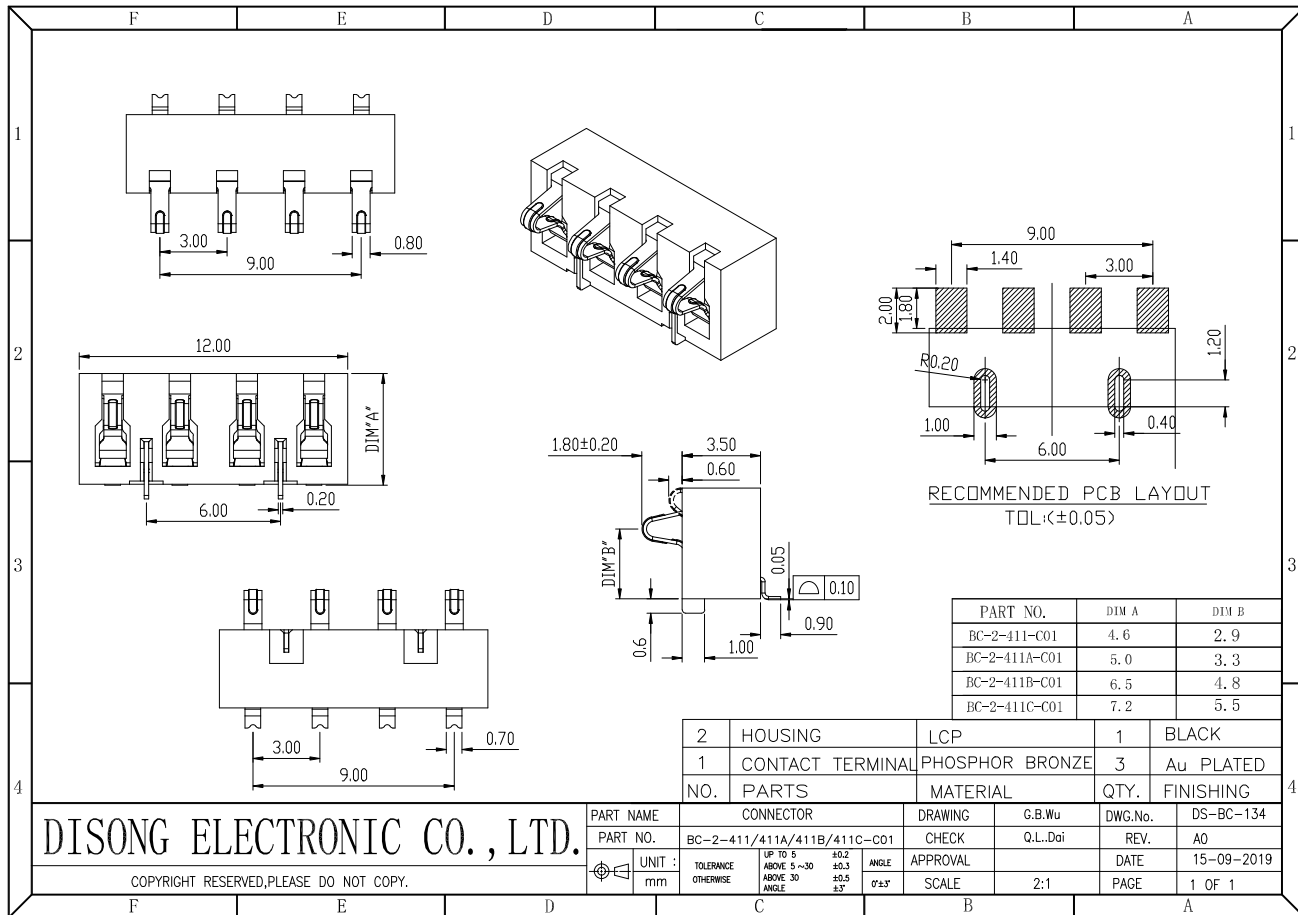 F E D C B A
1 1
3.00
0.80
9.00
9.00
1.40
3.00
2.00
1.80
2 2
12.00
DIM"A"
6.00
0.20
R0.20
1.20
1.00
0.40
6.00
RECOMMENDED PCB LAYOUT
TOL:(±0.05)
1.80±0.20
3.50
0.60
DIM"B"
0.05
0.10
0.90
0.6
1.00
3 3
3.00
0.70
9.00
PART NO. DIM A DIM B
BC-2-411-C01 4.6 2.9
BC-2-411A-C01 5.0 3.3
BC-2-411B-C01 6.5 4.8
BC-2-411C-C01 7.2 5.5
2 HOUSING LCP 1 BLACK
1 CONTACT TERMINAL PHOSPHOR BRONZE 3 Au PLATED
NO. PARTS MATERIAL QTY. FINISHING
4 4
DISONG ELECTRONIC CO., LTD.
COPYRIGHT RESERVED,PLEASE DO NOT COPY.
PART NAME CONNECTOR DRAWING G.B.Wu DWG.No. DS-BC-134
PART NO. BC-2-411/411A/411B/411C-C01 CHECK Q.L..Dai REV. A0
UNIT : mm
TOLERANCE OTHERWISE
UP TO 5 ±0.2
ABOVE 5 ~30 ±0.3
ABOVE 30 ±0.5
ANGLE ±3°
ANGLE
0°±3°
APPROVAL DATE 15-09-2019
SCALE 2:1 PAGE 1 OF 1
F E D C B A